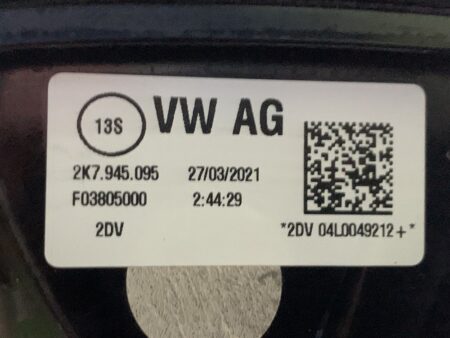 13S VW AG
2K7.945.095 27/03/2021
F03805000 2:44:29
2DV *2DV 04L0049212+*